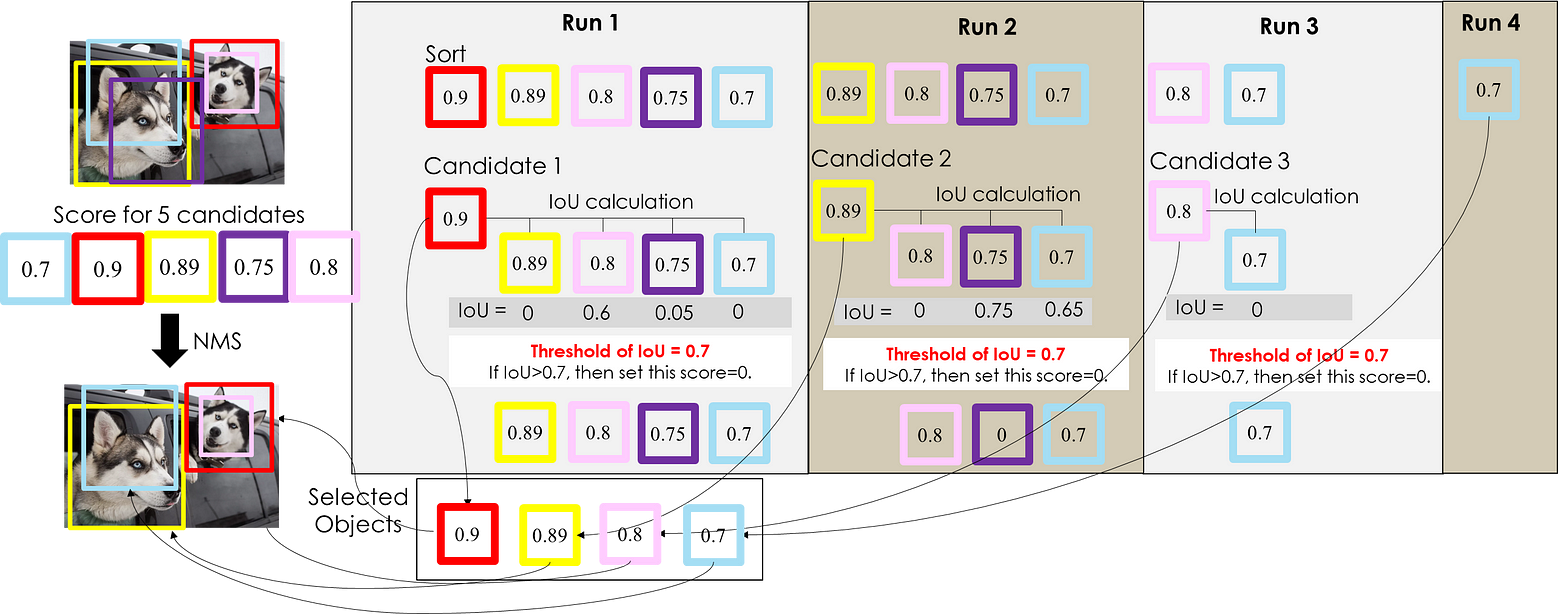 Score for 5 candidates
0.7 0.9 0.89 0.75 0.8
NMS
Run 1
Sort
0.9 0.89 0.8 0.75 0.7
Candidate 1
0.9
IoU calculation
0.89 0.8 0.75 0.7
IoU = 0 0.6 0.05 0
Threshold of IoU = 0.7
If IoU>0.7, then set this score=0.
0.89 0.8 0.75 0.7
Run 2
0.89 0.8 0.75 0.7
Candidate 2
0.89
IoU calculation
0.8 0.75 0.7
IoU = 0 0.75 0.65
Threshold of IoU = 0.7
If IoU>0.7, then set this score=0.
0.8 0 0.7
Run 3
0.8 0.7
Candidate 3
0.8
IoU calculation
0.7
IoU = 0
Threshold of IoU = 0.7
If IoU>0.7, then set this score=0.
0.7
Run 4
0.7
Selected
Objects
0.9 0.89 0.8 0.7